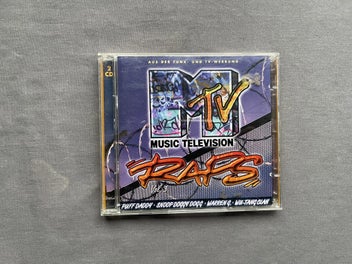 AUS DER FUNK- UND TV-WERBUNG
2 CD
MTV
MUSIC TELEVISION
RAPS
PUFF DADDY · SNOOP DOGGY DOGG · WARREN G. · WU-TANG CLAN